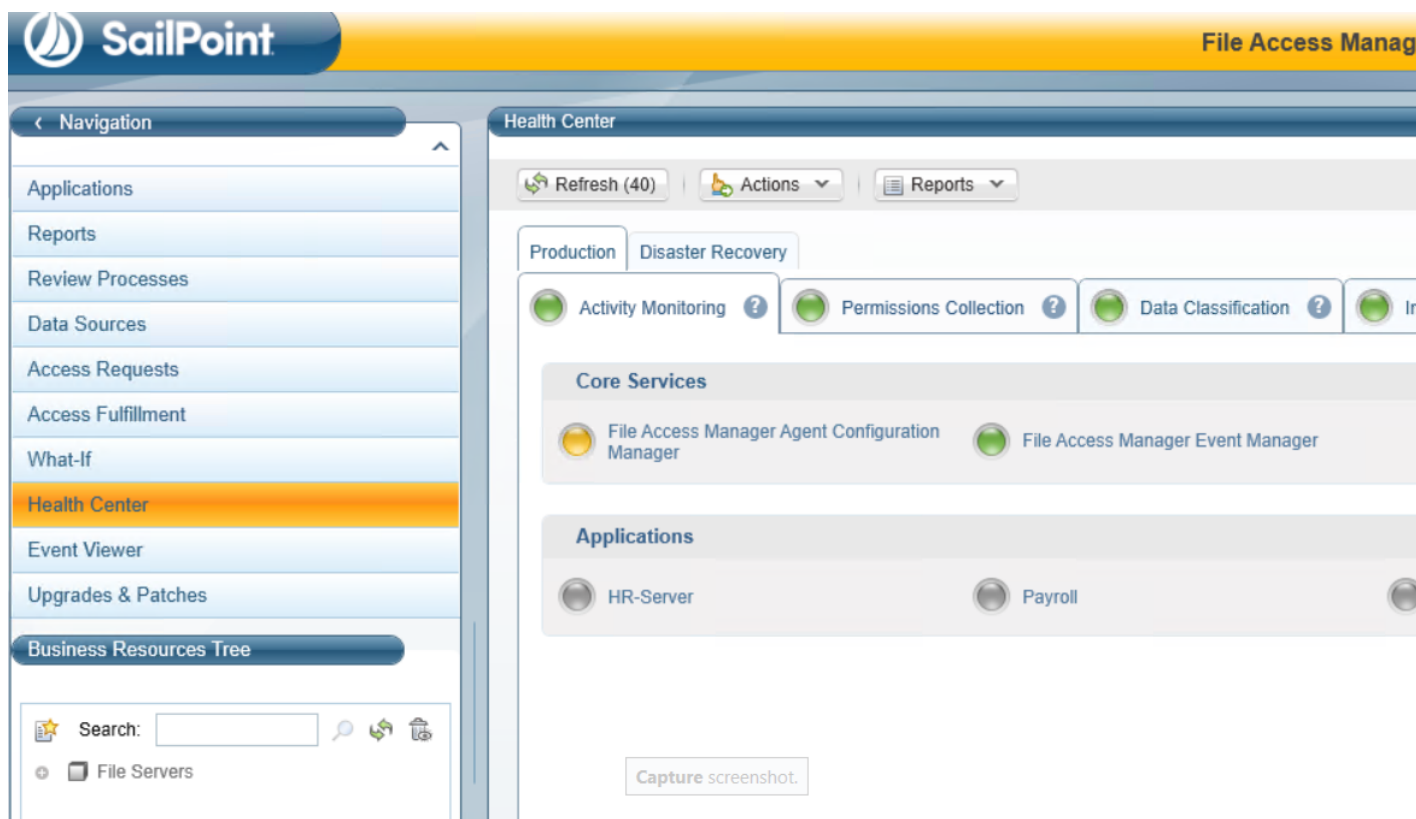 SailPoint
File Access Manag
Navigation
Applications
Reports
Review Processes
Data Sources
Access Requests
Access Fulfillment
What-If
Health Center
Event Viewer
Upgrades & Patches
Business Resources Tree
Search:
File Servers
Health Center
Refresh (40)
Actions
Reports
Production
Disaster Recovery
Activity Monitoring ?
Permissions Collection ?
Data Classification ?
In
Core Services
File Access Manager Agent Configuration
Manager
File Access Manager Event Manager
Applications
HR-Server
Payroll
Capture screenshot.